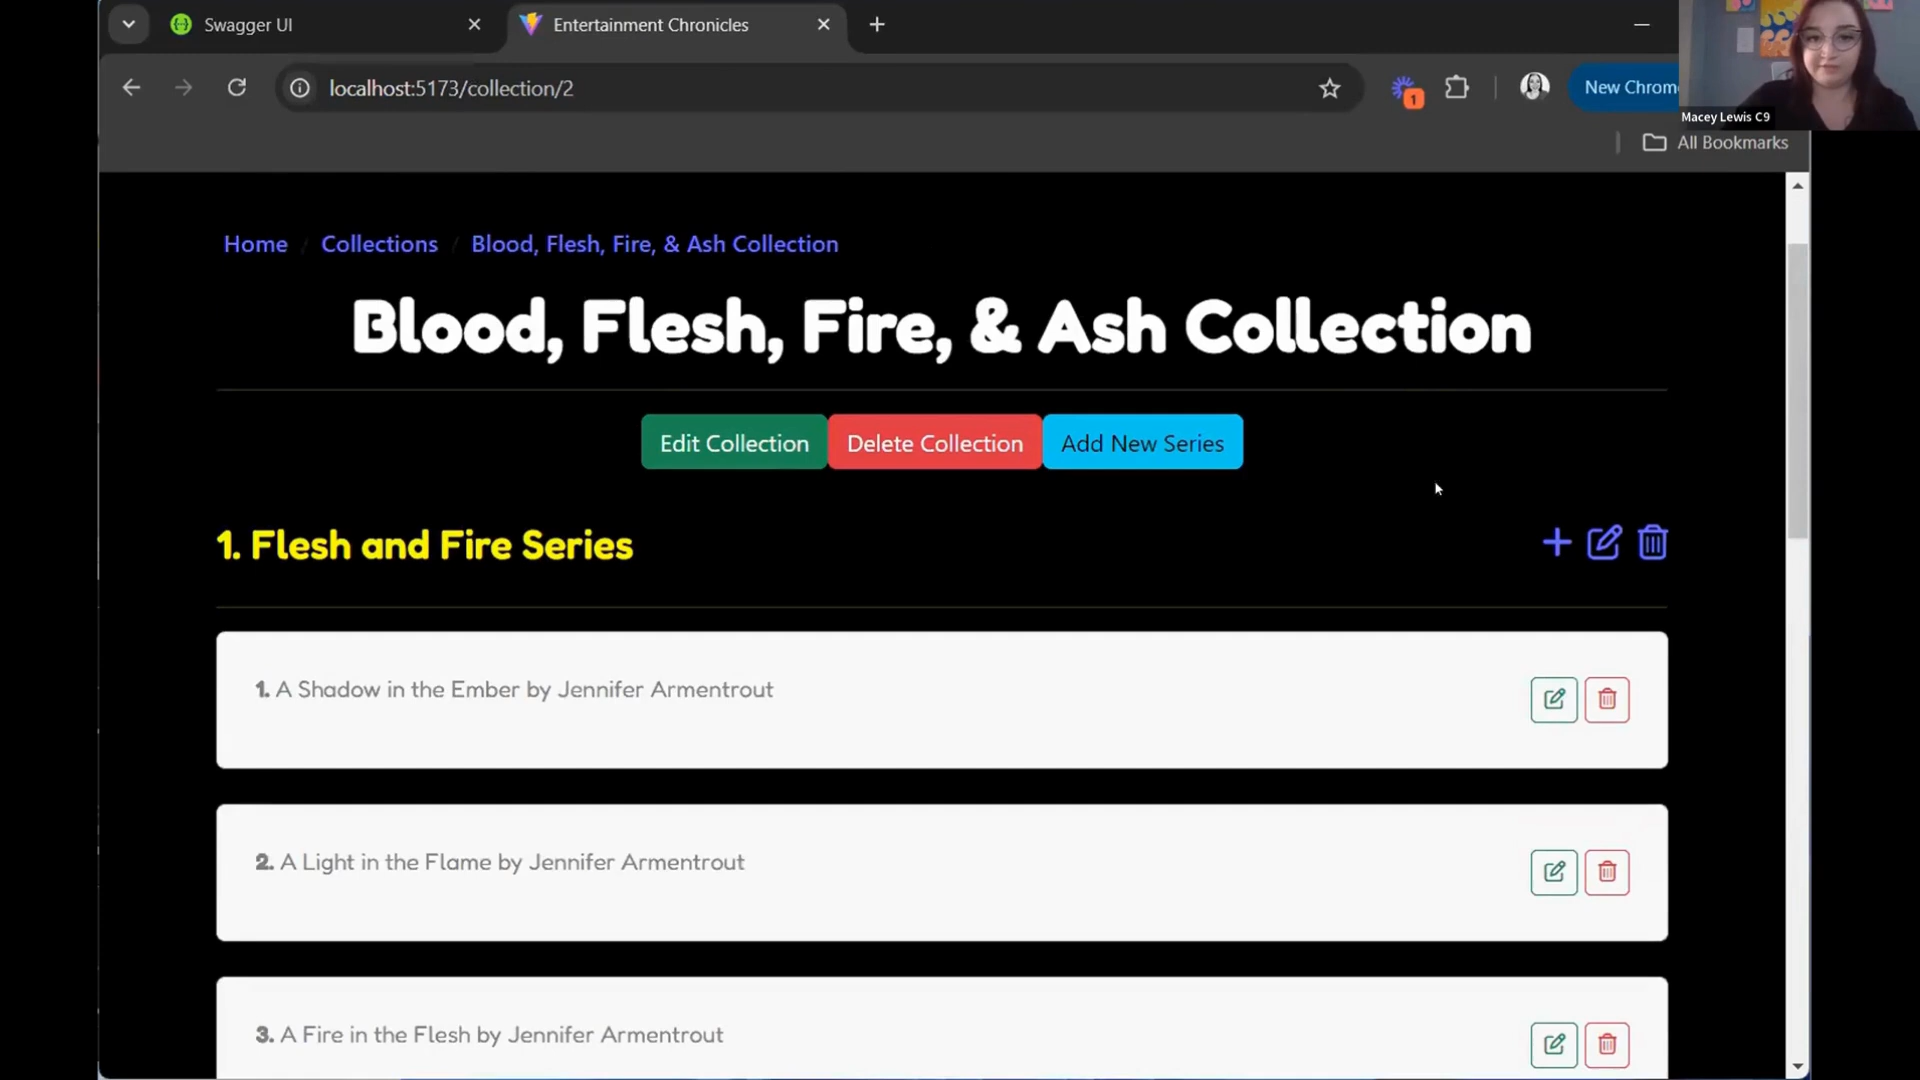 Swagger UI
Entertainment Chronicles
localhost:5173/collection/2
1
New Chrom
Macey Lewis C9
All Bookmarks
Home / Collections / Blood, Flesh, Fire, & Ash Collection
Blood, Flesh, Fire, & Ash Collection
Edit Collection
Delete Collection
Add New Series
1. Flesh and Fire Series
1. A Shadow in the Ember by Jennifer Armentrout
2. A Light in the Flame by Jennifer Armentrout
3. A Fire in the Flesh by Jennifer Armentrout